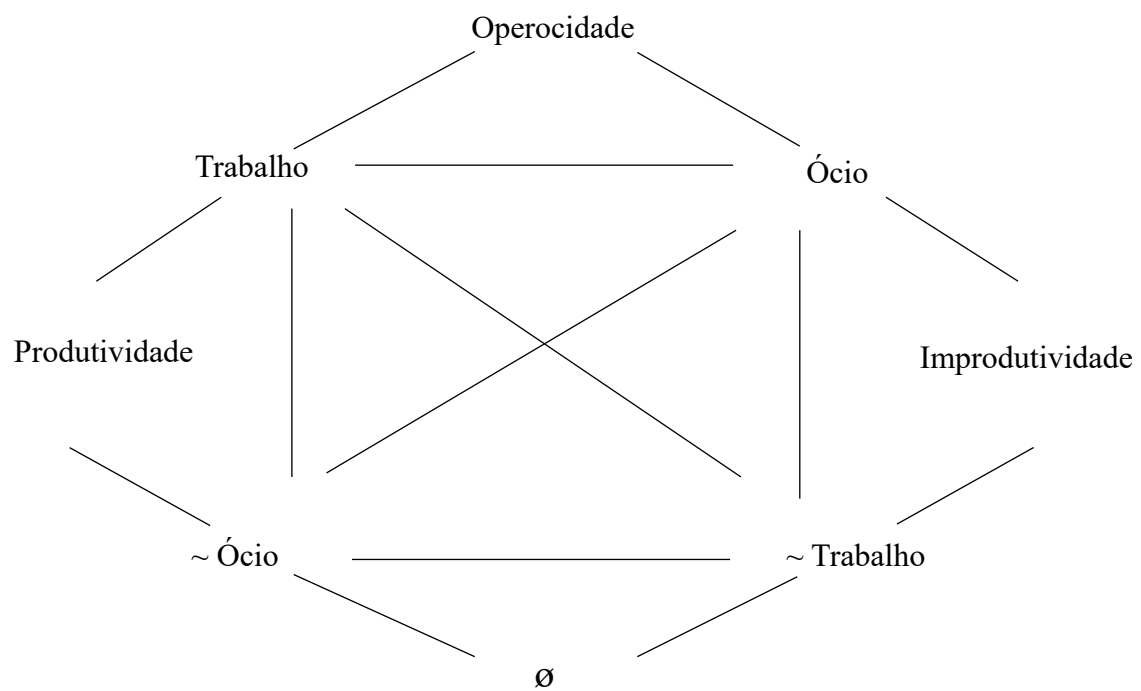 Operocidade
Trabalho
Ócio
Produtividade
Improdutividade
~ Ócio
~ Trabalho
ø